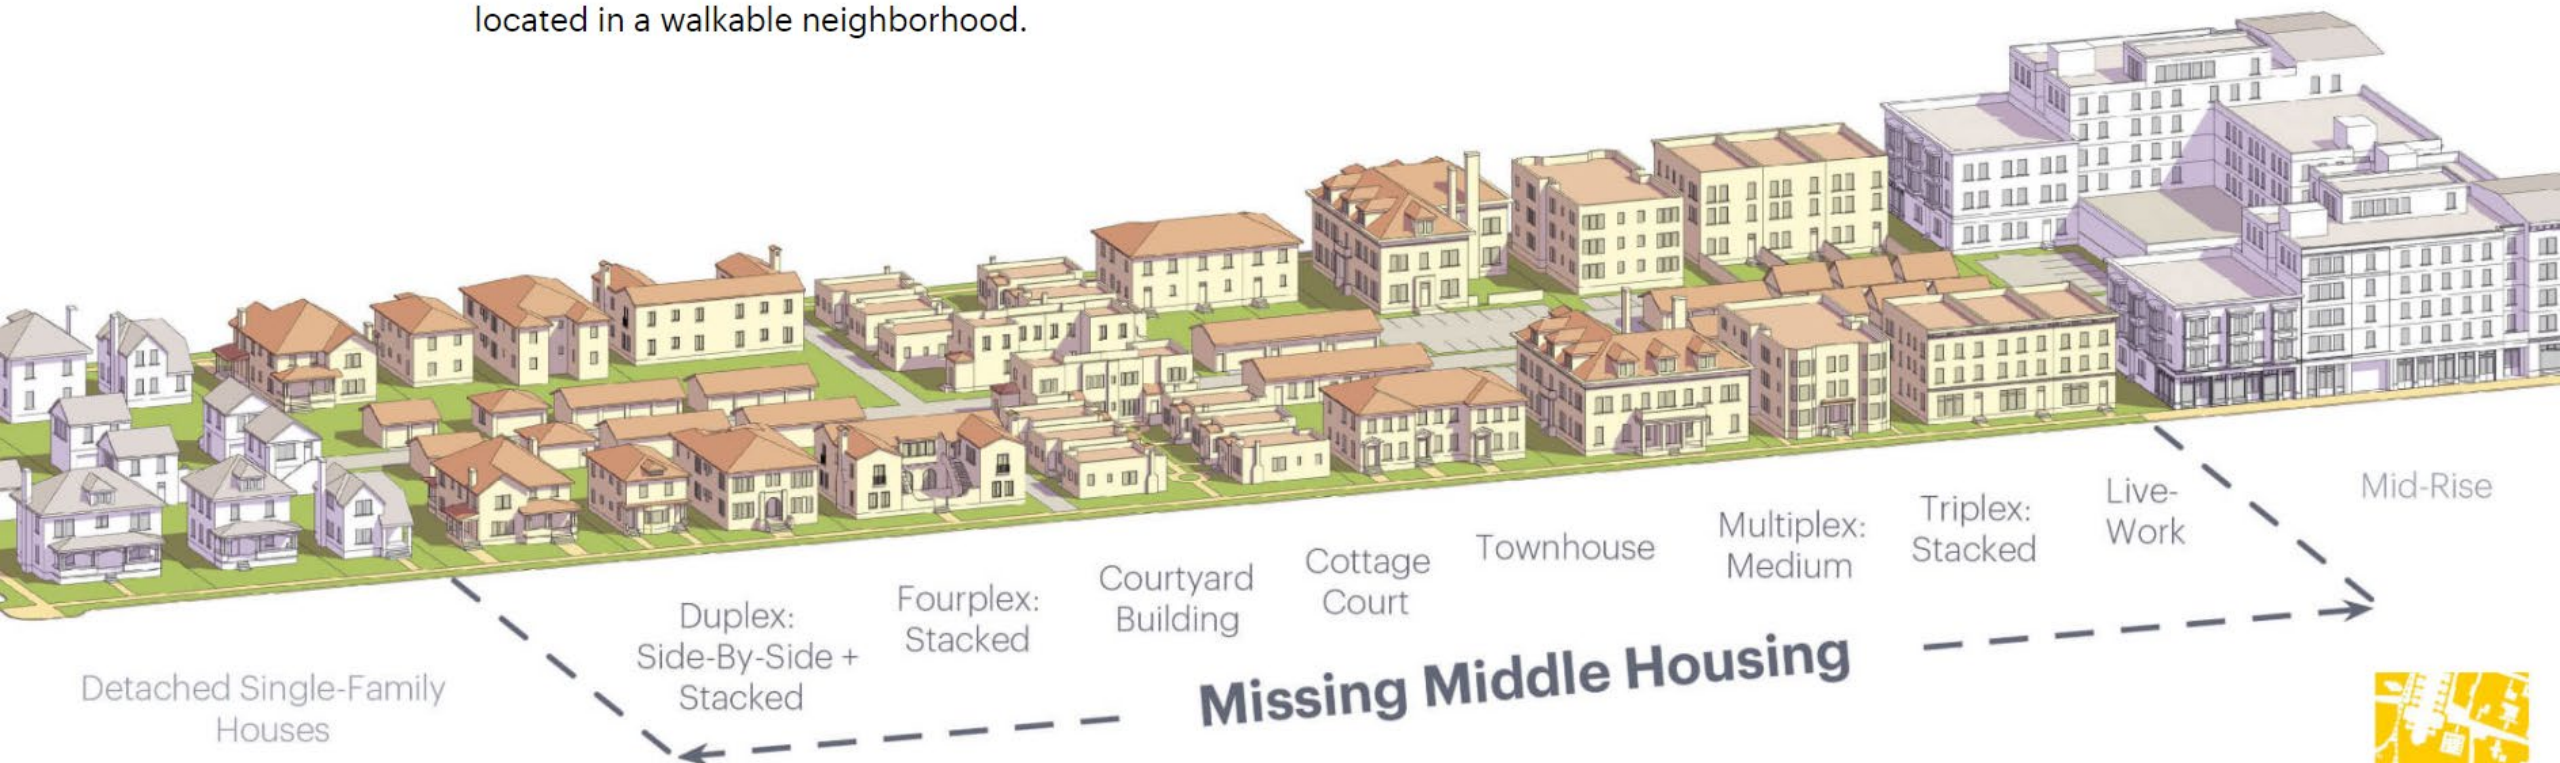 located in a walkable neighborhood.
Detached Single-Family
Houses
Duplex:
Side-By-Side +
Stacked
Fourplex:
Stacked
Courtyard
Building
Cottage
Court
Townhouse
Multiplex:
Medium
Triplex:
Stacked
Live-
Work
Mid-Rise
Missing Middle Housing